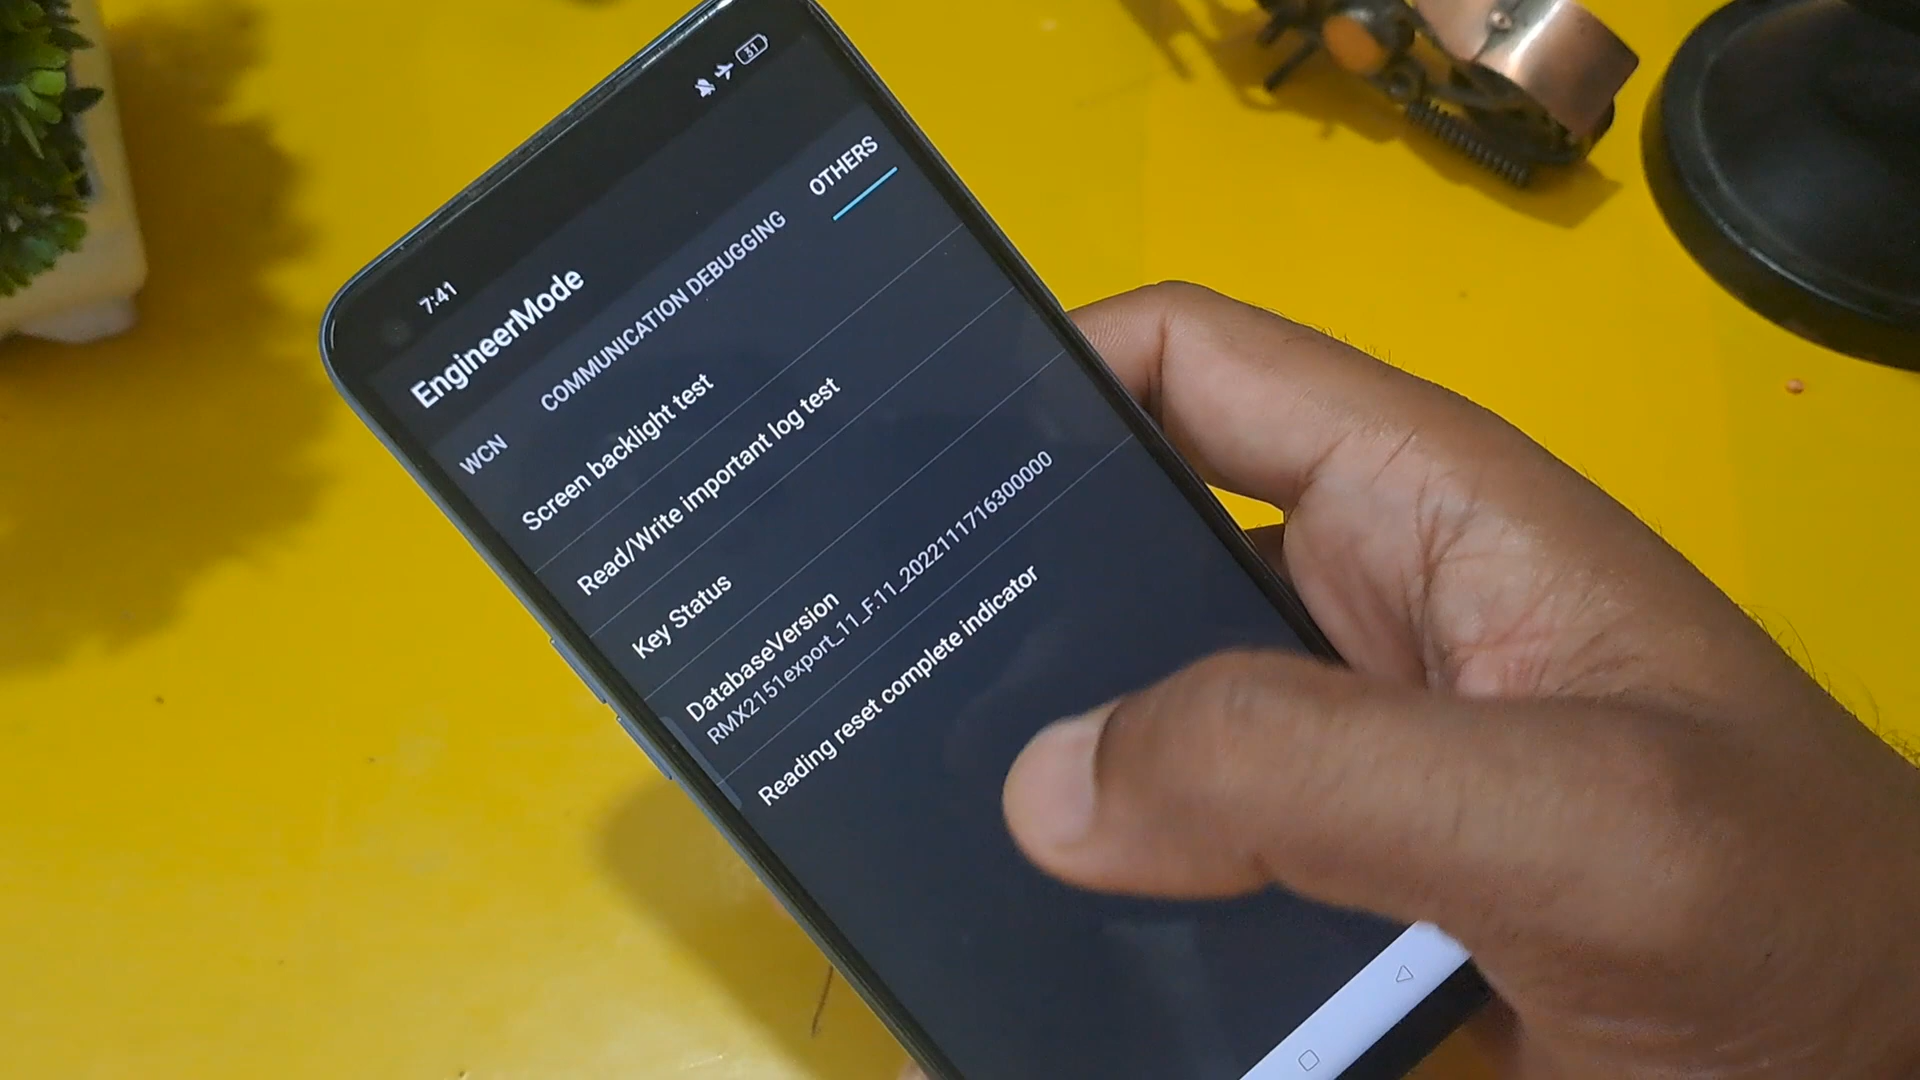 7:41
31
EngineerMode
WCN COMMUNICATION DEBUGGING OTHERS
Screen backlight test
Read/Write important log test
Key Status
DatabaseVersion
RMX2151export_11_F.11_2022111716300000
Reading reset complete indicator